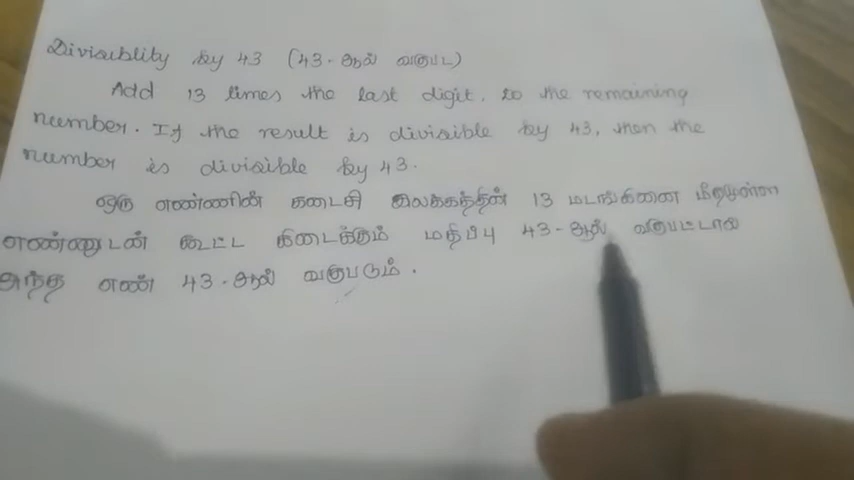 Divisiblity by 43 (43-ஆல் வகுபட)
Add 13 times the last digit, to the remaining
number. If the result is divisible by 43, then the
number is divisible by 43.
ஒரு எண்ணின் கடைசி இலக்கத்தின் 13 மடங்கினை மீதமுள்ள
எண்ணுடன் கூட்ட கிடைக்கும் மதிப்பு 43-ஆல் வகுபட்டால்
அந்த எண் 43-ஆல் வகுபடும்.